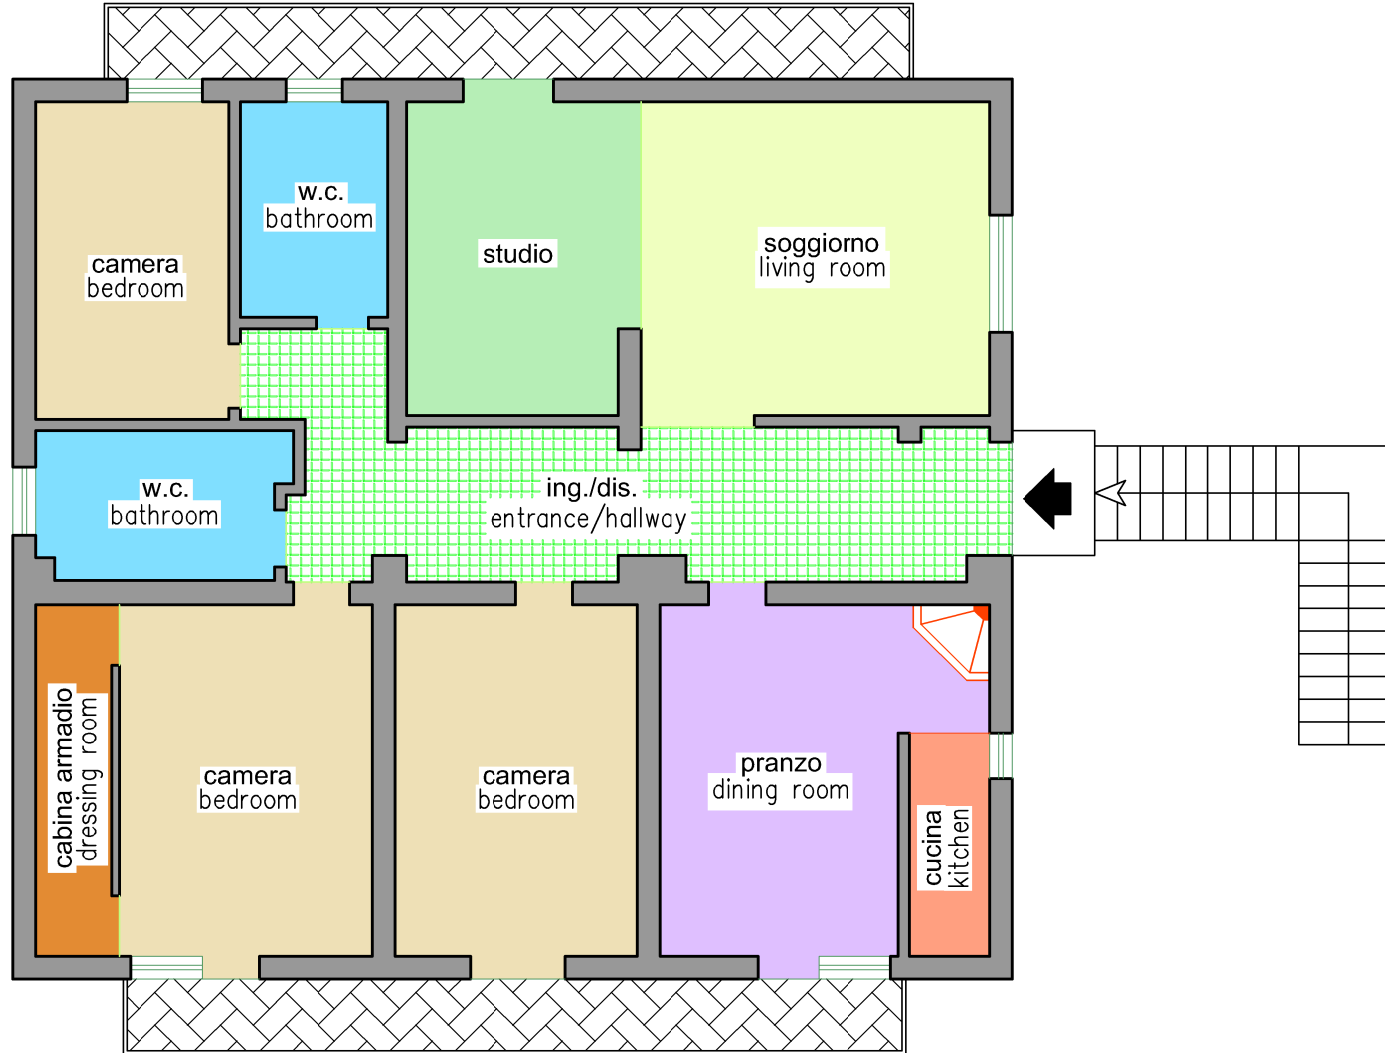 w.c.
bathroom
camera
bedroom
studio
soggiorno
living room
w.c.
bathroom
ing./dis.
entrance/hallway
cabina armadio
dressing room
camera
bedroom
camera
bedroom
pranzo
dining room
cucina
kitchen